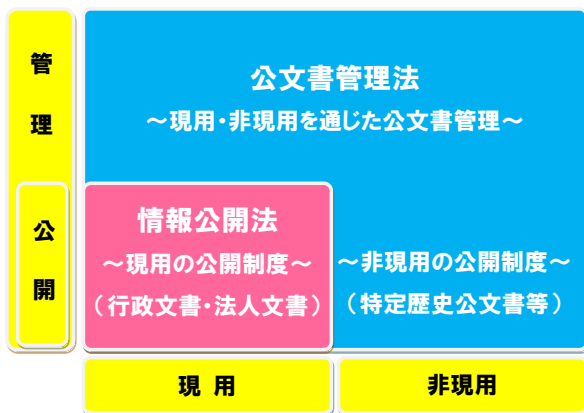 管理
公文書管理法
～現用・非現用を通じた公文書管理～
公開
情報公開法
～現用の公開制度～
（行政文書・法人文書）
～非現用の公開制度～
（特定歴史公文書等）
現用
非現用